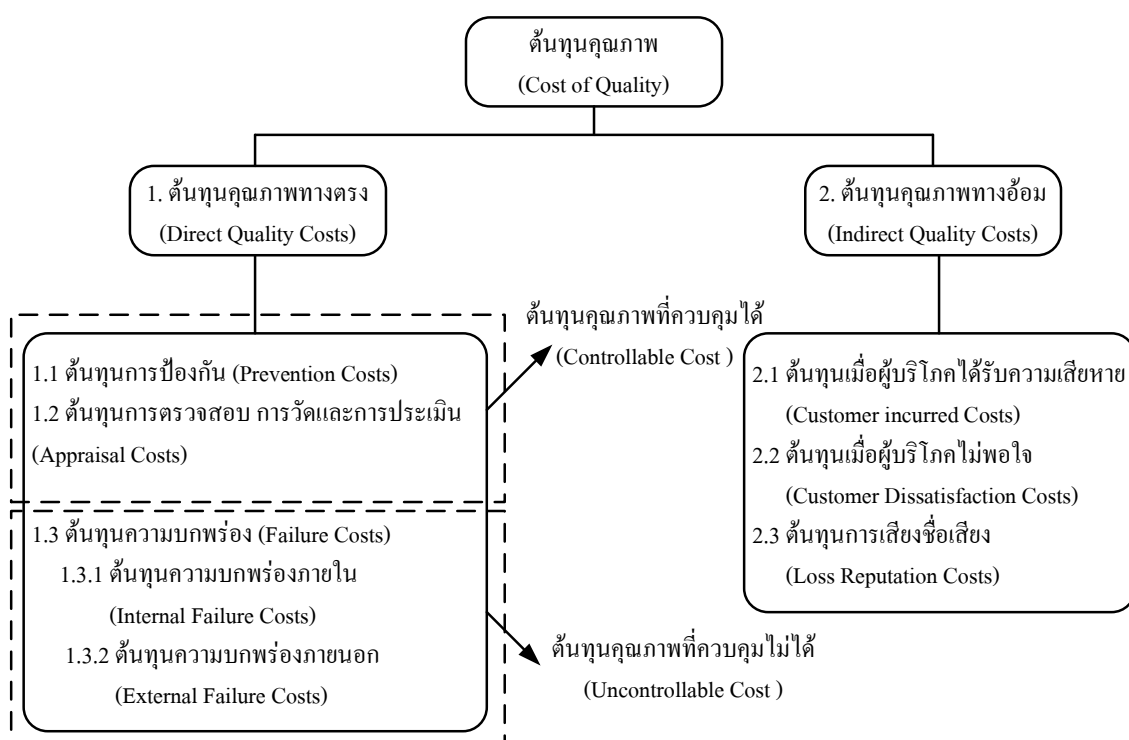 ต้นทุนคุณภาพ
(Cost of Quality)
1. ต้นทุนคุณภาพทางตรง
(Direct Quality Costs)
2. ต้นทุนคุณภาพทางอ้อม
(Indirect Quality Costs)
1.1 ต้นทุนการป้องกัน (Prevention Costs)
1.2 ต้นทุนการตรวจสอบ การวัดและการประเมิน
(Appraisal Costs)
ต้นทุนคุณภาพที่ควบคุมได้
(Controllable Cost )
1.3 ต้นทุนความบกพร่อง (Failure Costs)
1.3.1 ต้นทุนความบกพร่องภายใน
(Internal Failure Costs)
1.3.2 ต้นทุนความบกพร่องภายนอก
(External Failure Costs)
ต้นทุนคุณภาพที่ควบคุมไม่ได้
(Uncontrollable Cost )
2.1 ต้นทุนเมื่อผู้บริโภคได้รับความเสียหาย
(Customer incurred Costs)
2.2 ต้นทุนเมื่อผู้บริโภคไม่พอใจ
(Customer Dissatisfaction Costs)
2.3 ต้นทุนการเสียงชื่อเสียง
(Loss Reputation Costs)